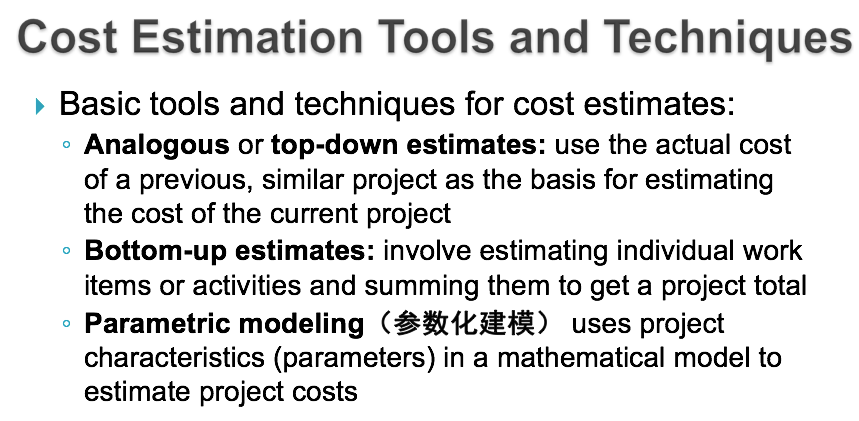 Cost Estimation Tools and Techniques
Basic tools and techniques for cost estimates:
Analogous or top-down estimates: use the actual cost
of a previous, similar project as the basis for estimating
the cost of the current project
Bottom-up estimates: involve estimating individual work
items or activities and summing them to get a project total
Parametric modeling（参数化建模） uses project
characteristics (parameters) in a mathematical model to
estimate project costs